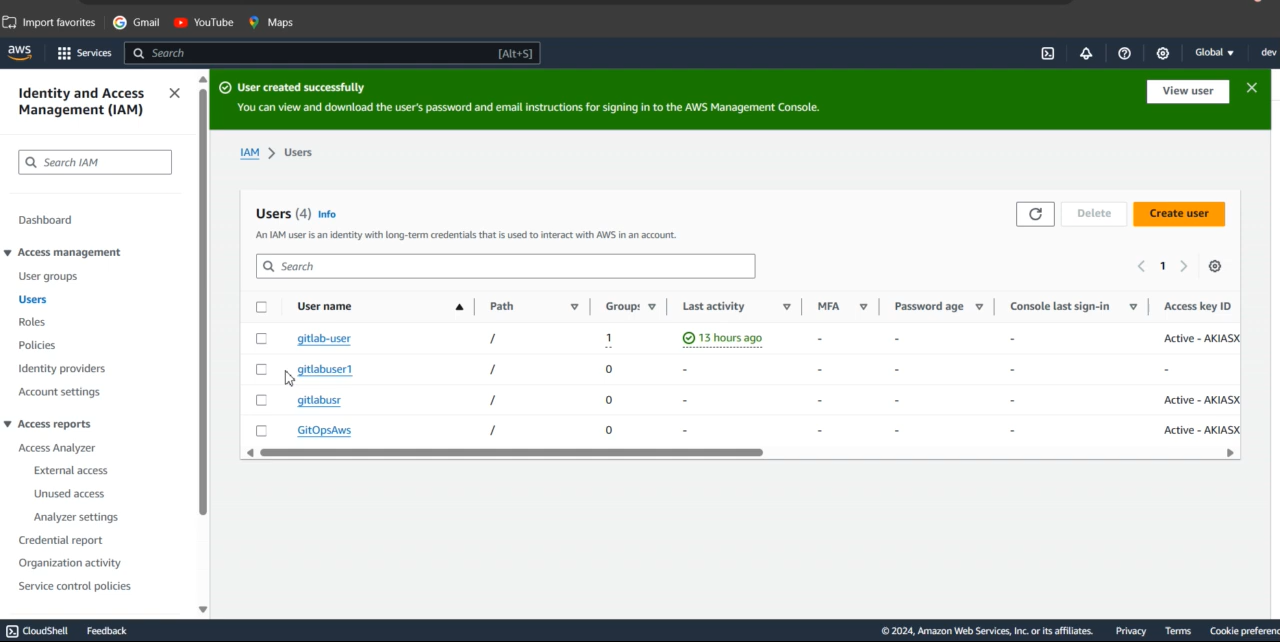 Import favorites Gmail YouTube Maps
aws Services Search [Alt+S] Global dev
Identity and Access Management (IAM)
Search IAM
Dashboard
Access management
User groups
Users
Roles
Policies
Identity providers
Account settings
Access reports
Access Analyzer
External access
Unused access
Analyzer settings
Credential report
Organization activity
Service control policies
User created successfully
You can view and download the user's password and email instructions for signing in to the AWS Management Console.
View user
IAM > Users
Users (4) Info
An IAM user is an identity with long-term credentials that is used to interact with AWS in an account.
Delete Create user
Search
1
User name Path Groups Last activity MFA Password age Console last sign-in Access key ID
gitlab-user / 1 13 hours ago - - - Active - AKIASX
gitlabuser1 / 0 - - - - -
gitlabusr / 0 - - - - Active - AKIASX
GitOpsAws / 0 - - - - Active - AKIASX
CloudShell Feedback © 2024, Amazon Web Services, Inc. or its affiliates. Privacy Terms Cookie preferenc